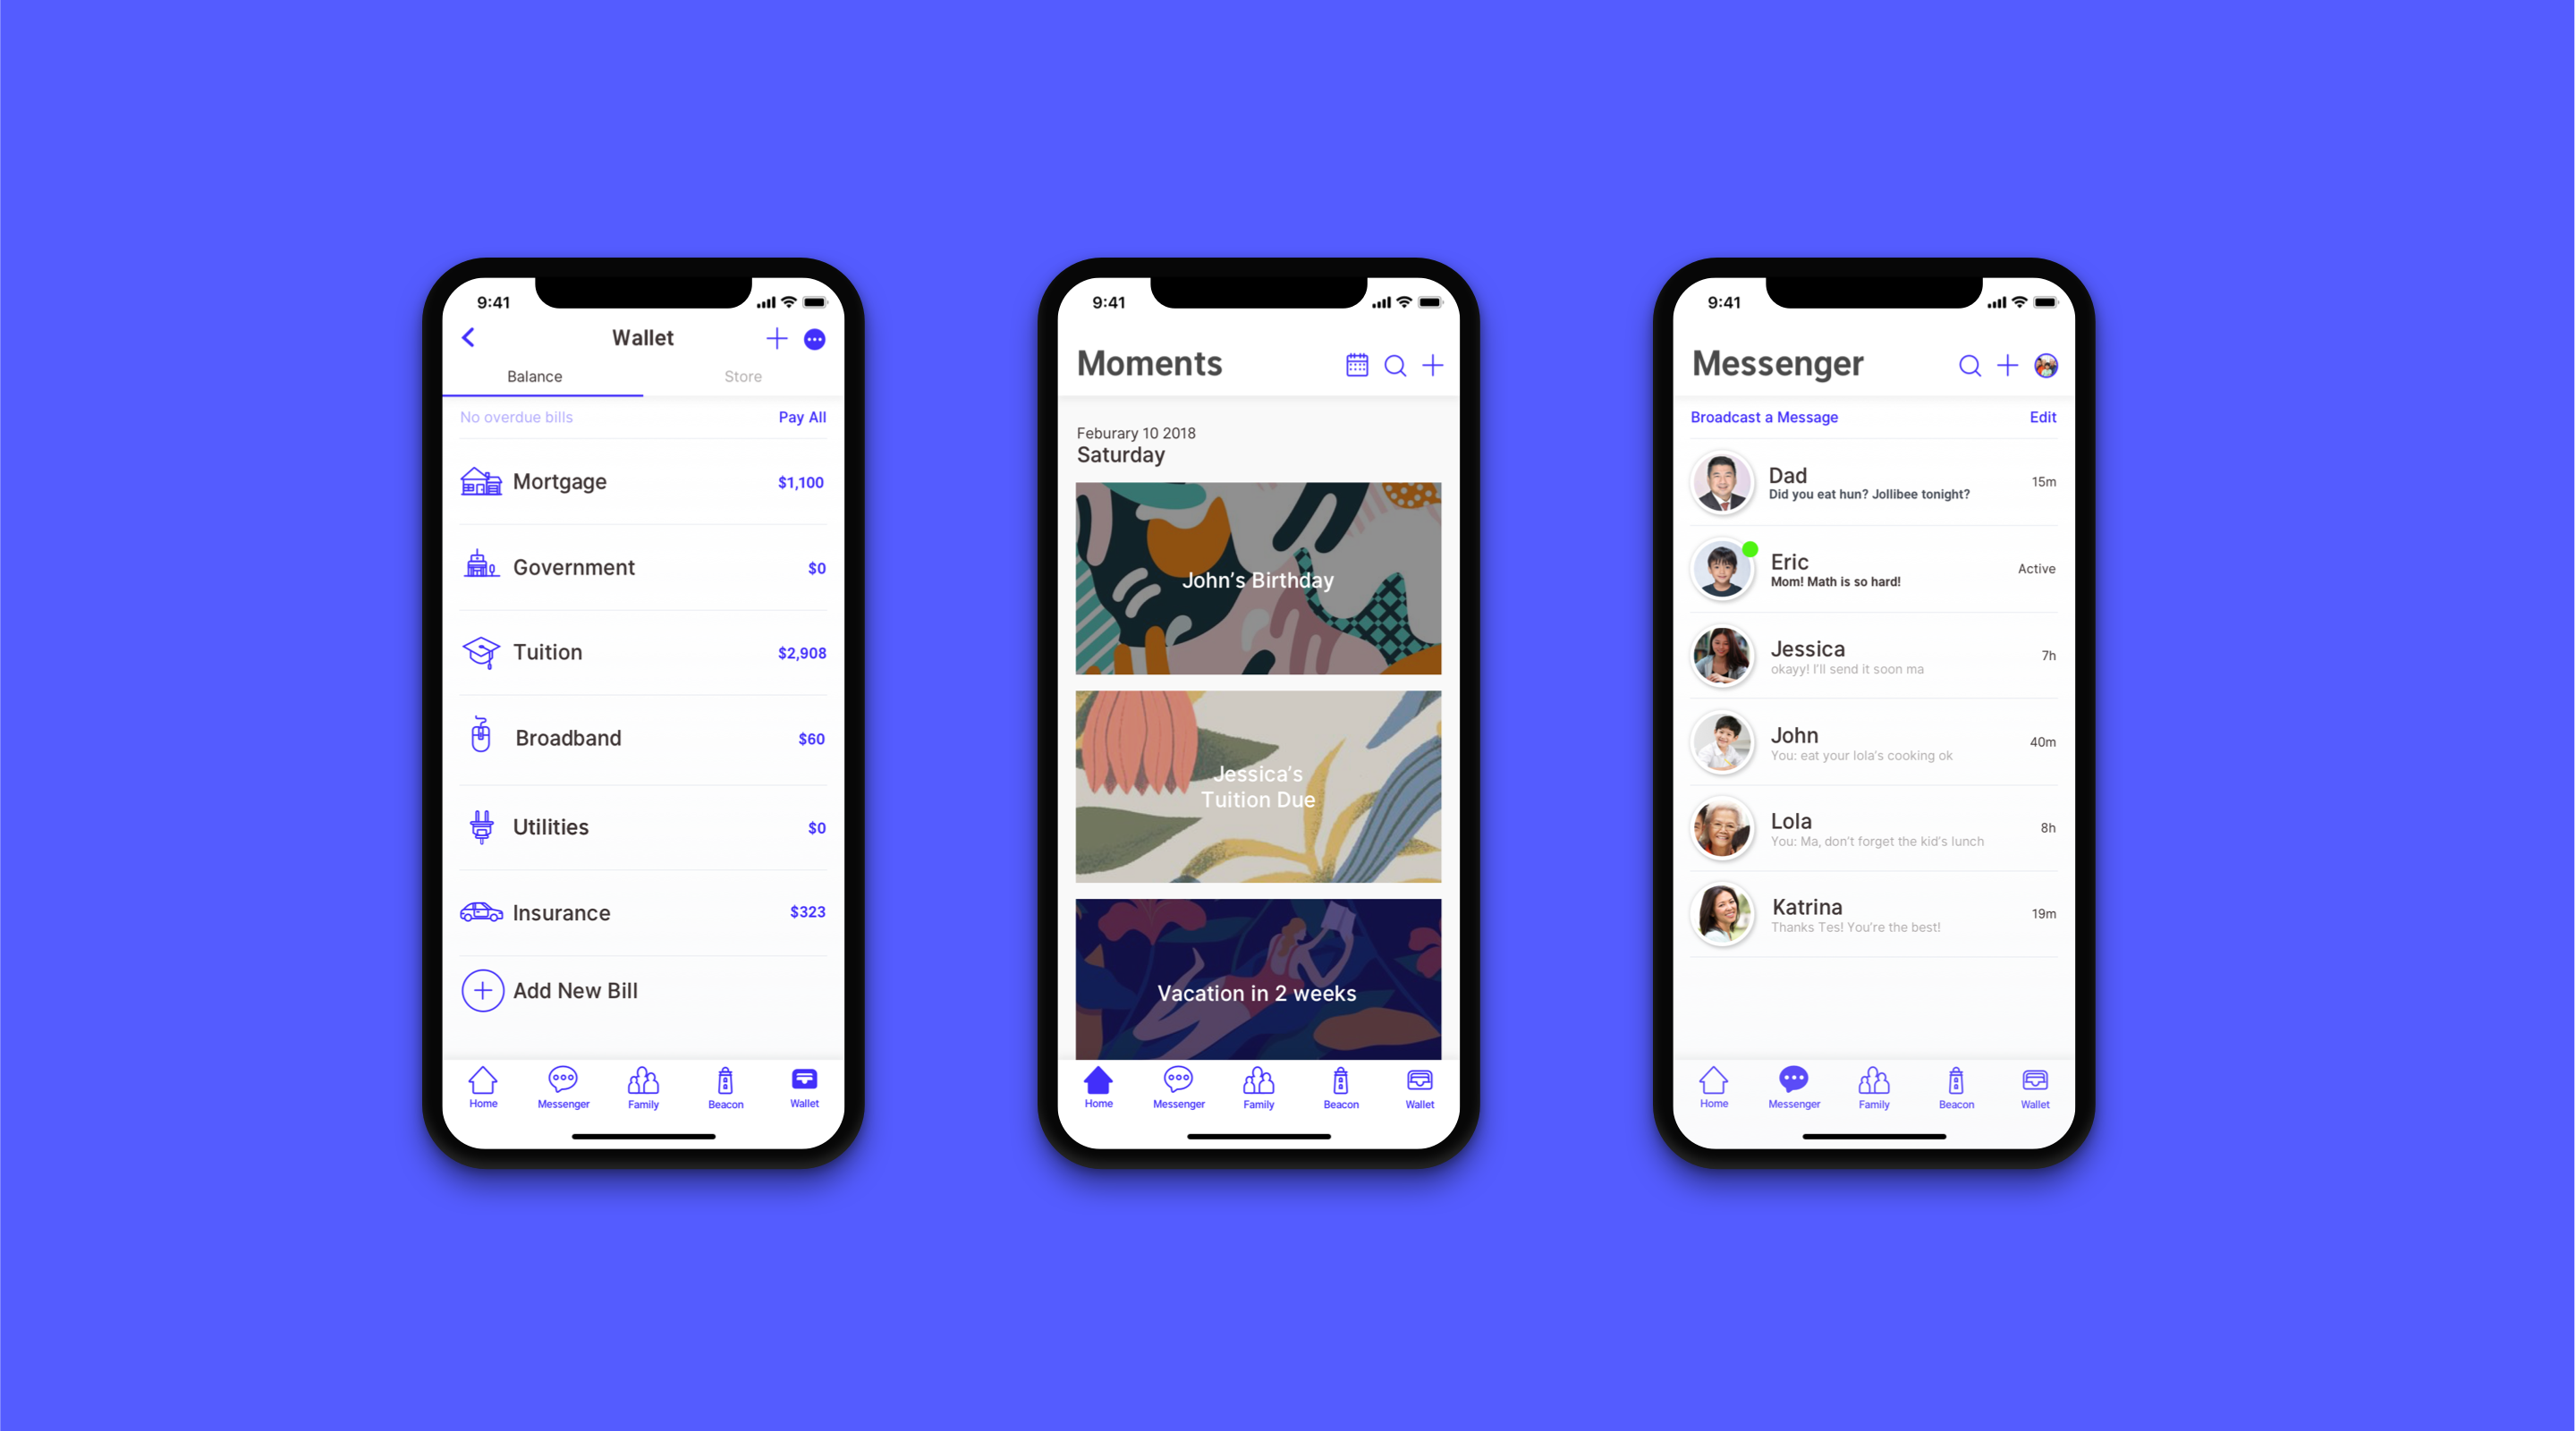 9:41
Wallet
Balance
Store
No overdue bills
Pay All
Mortgage
$1,100
Government
$0
Tuition
$2,908
Broadband
$60
Utilities
$0
Insurance
$323
Add New Bill
Home
Messenger
Family
Beacon
Wallet
9:41
Moments
Feburary 10 2018
Saturday
John's Birthday
Jessica's
Tuition Due
Vacation in 2 weeks
Home
Messenger
Family
Beacon
Wallet
9:41
Messenger
Broadcast a Message
Edit
Dad
Did you eat hun? Jollibee tonight?
15m
Eric
Mom! Math is so hard!
Active
Jessica
okayy! I'll send it soon ma
7h
John
You: eat your lola's cooking ok
40m
Lola
You: Ma, don't forget the kid's lunch
8h
Katrina
Thanks Tes! You're the best!
19m
Home
Messenger
Family
Beacon
Wallet